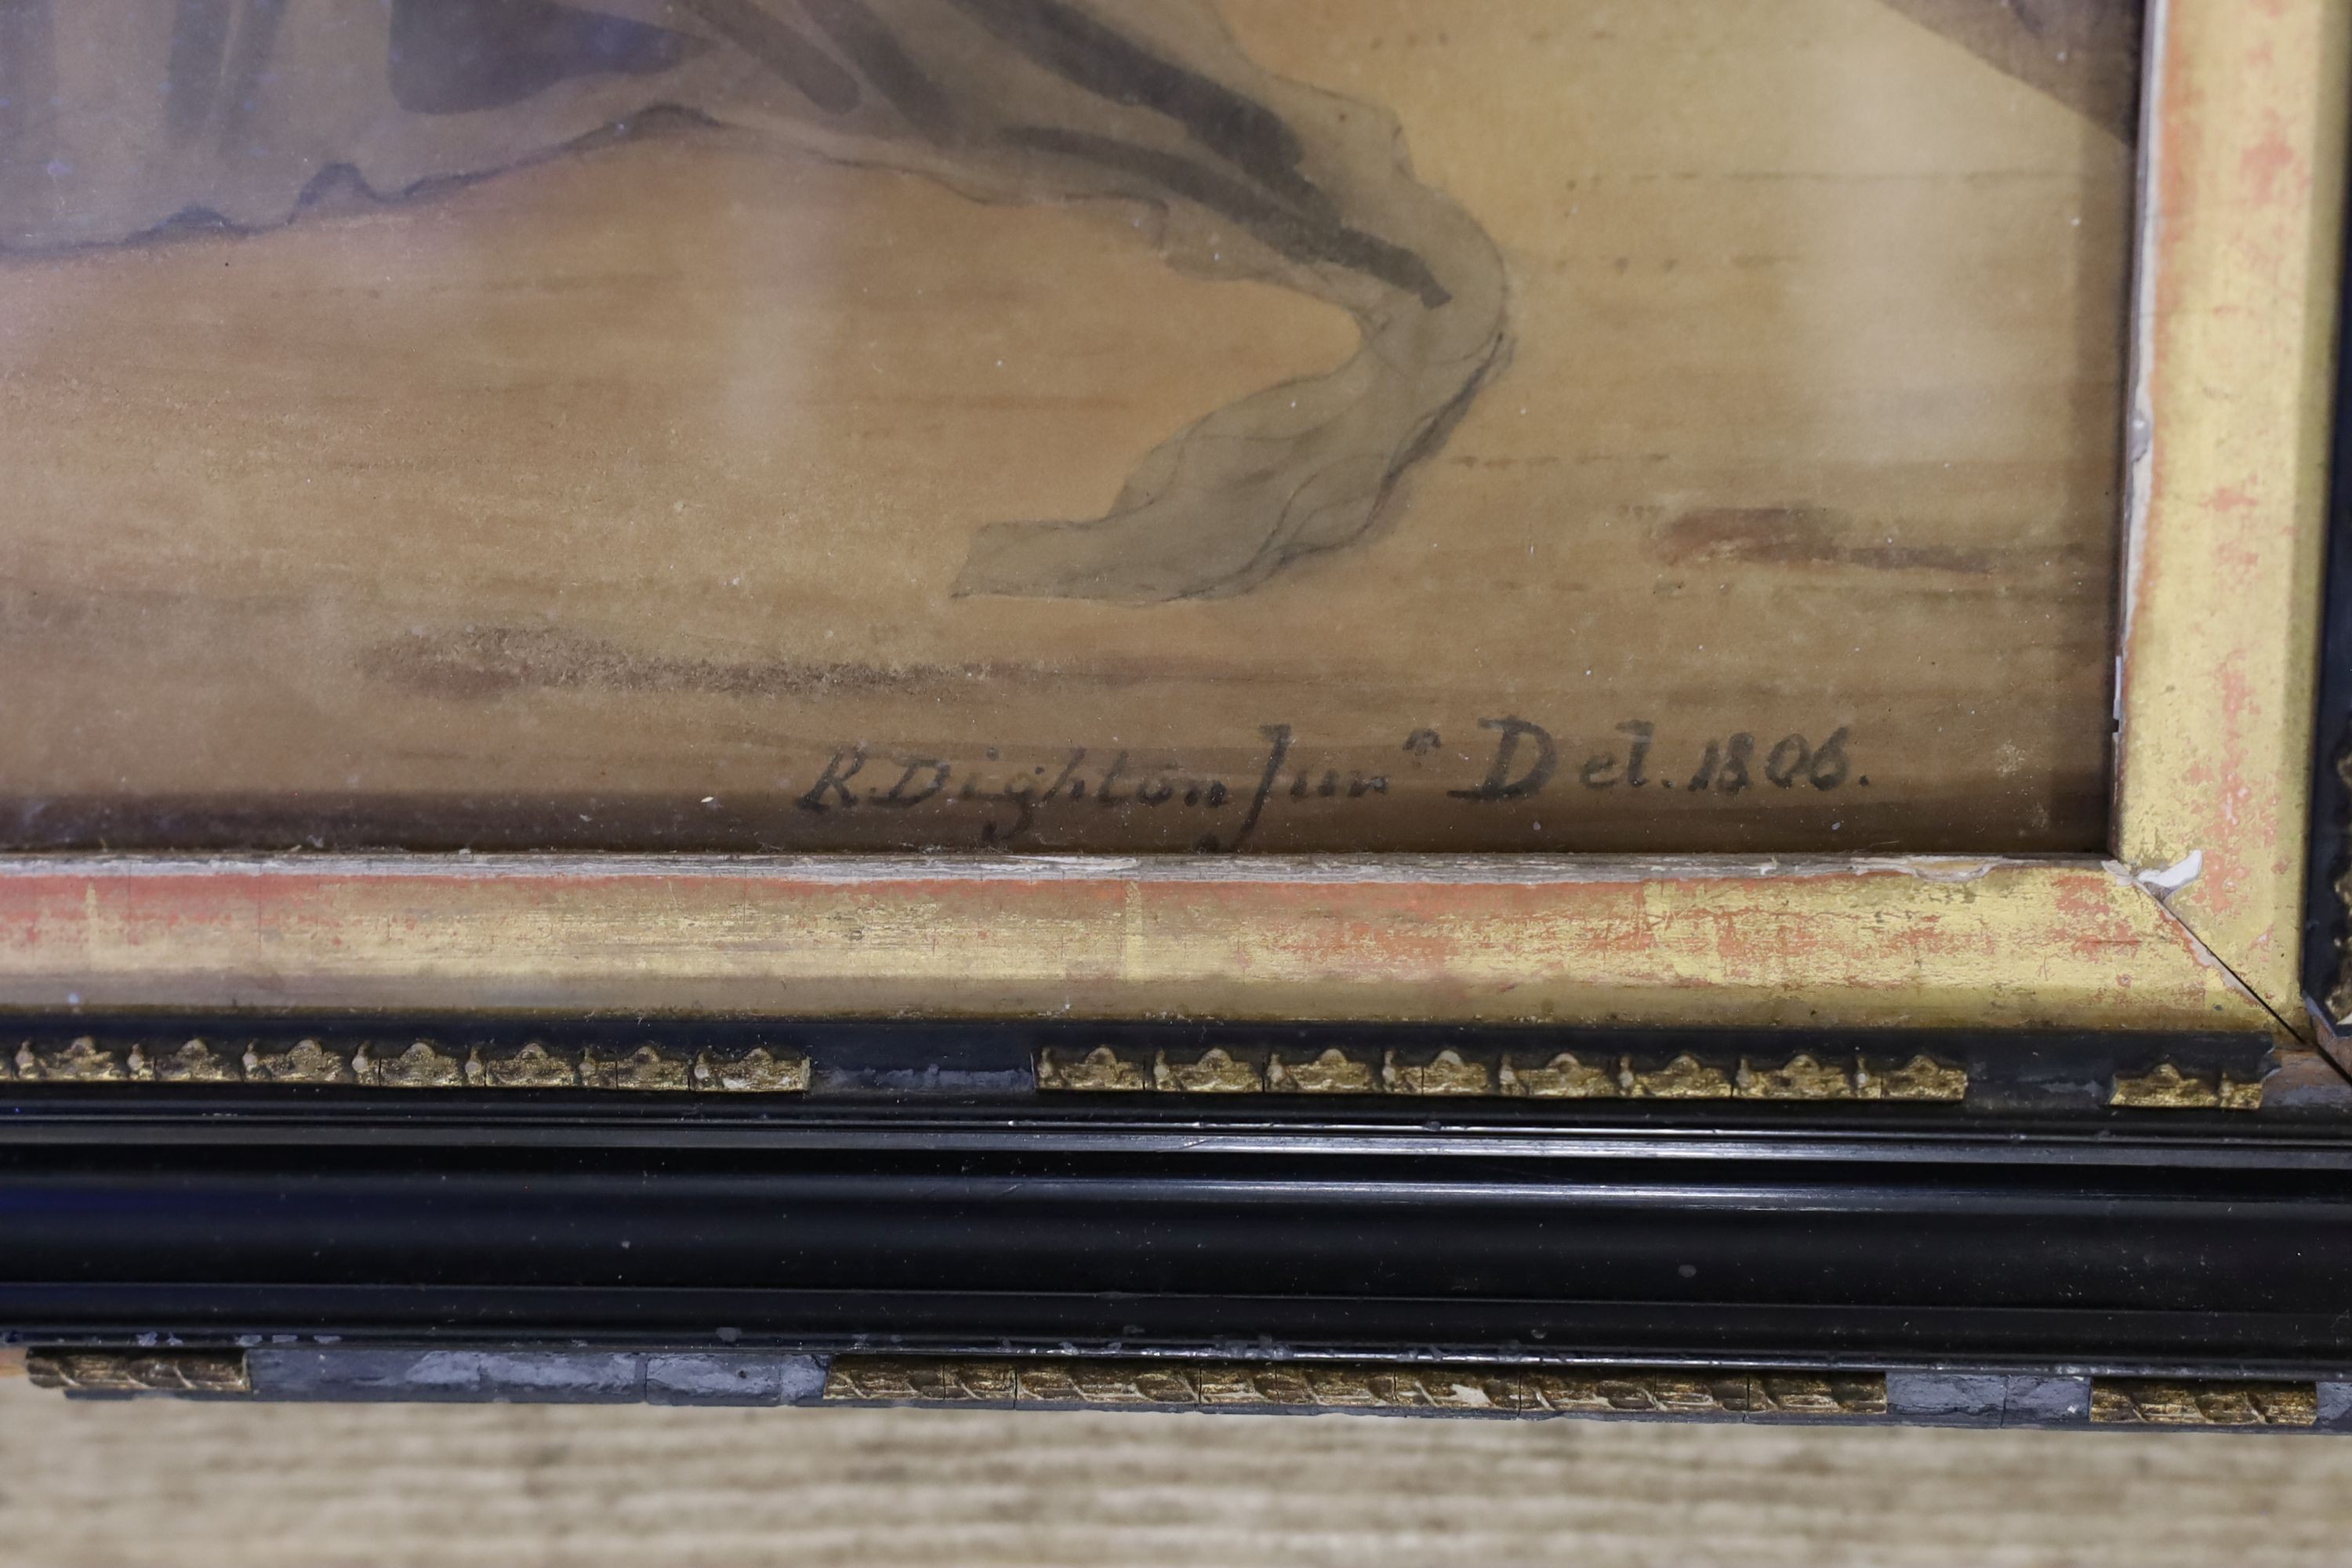 R. Dighton Junr Del. 1806.